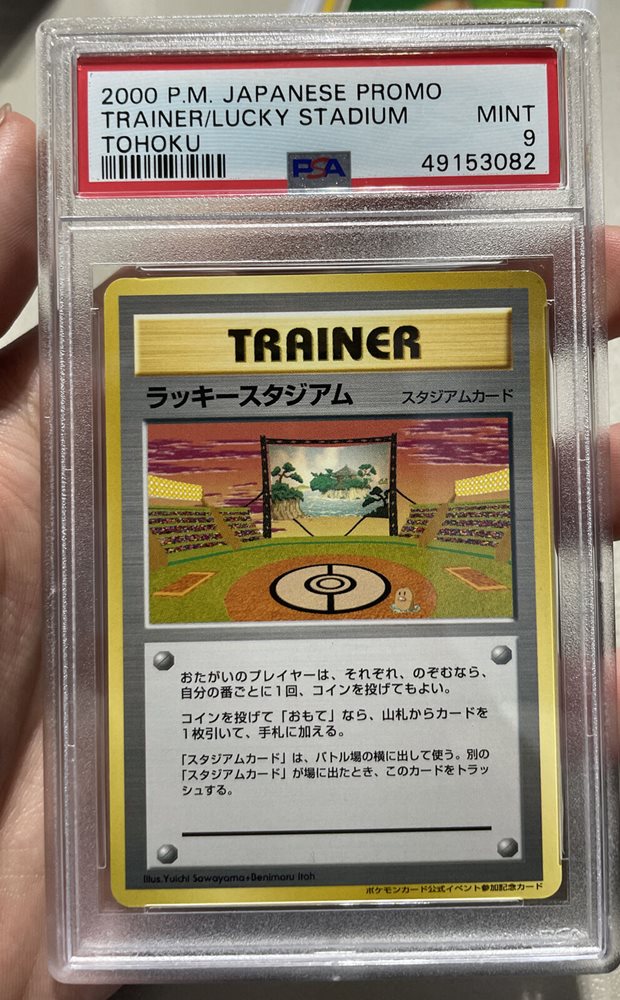 2000 P.M. JAPANESE PROMO
TRAINER/LUCKY STADIUM MINT
TOHOKU 9
PSA 49153082
TRAINER
ラッキースタジアム スタジアムカード
おたがいのプレイヤーは、それぞれ、のぞむなら、
自分の番ごとに1回、コインを投げてもよい。
コインを投げて「おもて」なら、山札からカードを
1枚引いて、手札に加える。
「スタジアムカード」は、バトル場の横に出して使う。別の
「スタジアムカード」が場に出たとき、このカードをトラッ
シュする。
Illus.Yuichi Sawayama+Benimaru Itoh
ポケモンカード公式イベント参加記念カード